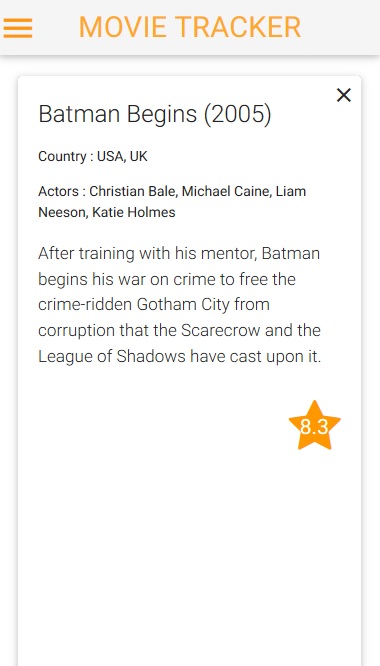 MOVIE TRACKER
Batman Begins (2005)
Country : USA, UK
Actors : Christian Bale, Michael Caine, Liam
Neeson, Katie Holmes
After training with his mentor, Batman
begins his war on crime to free the
crime-ridden Gotham City from
corruption that the Scarecrow and the
League of Shadows have cast upon it.
8.3